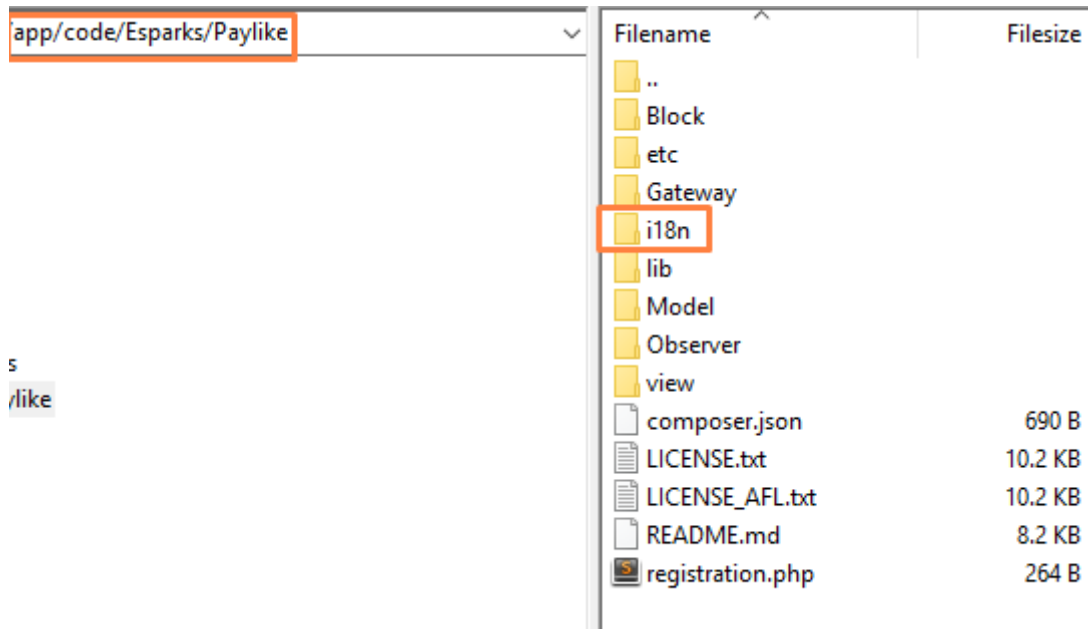 /app/code/Esparks/Paylike
s
ylike
Filename Filesize
..
Block
etc
Gateway
i18n
lib
Model
Observer
view
composer.json 690 B
LICENSE.txt 10.2 KB
LICENSE_AFL.txt 10.2 KB
README.md 8.2 KB
registration.php 264 B